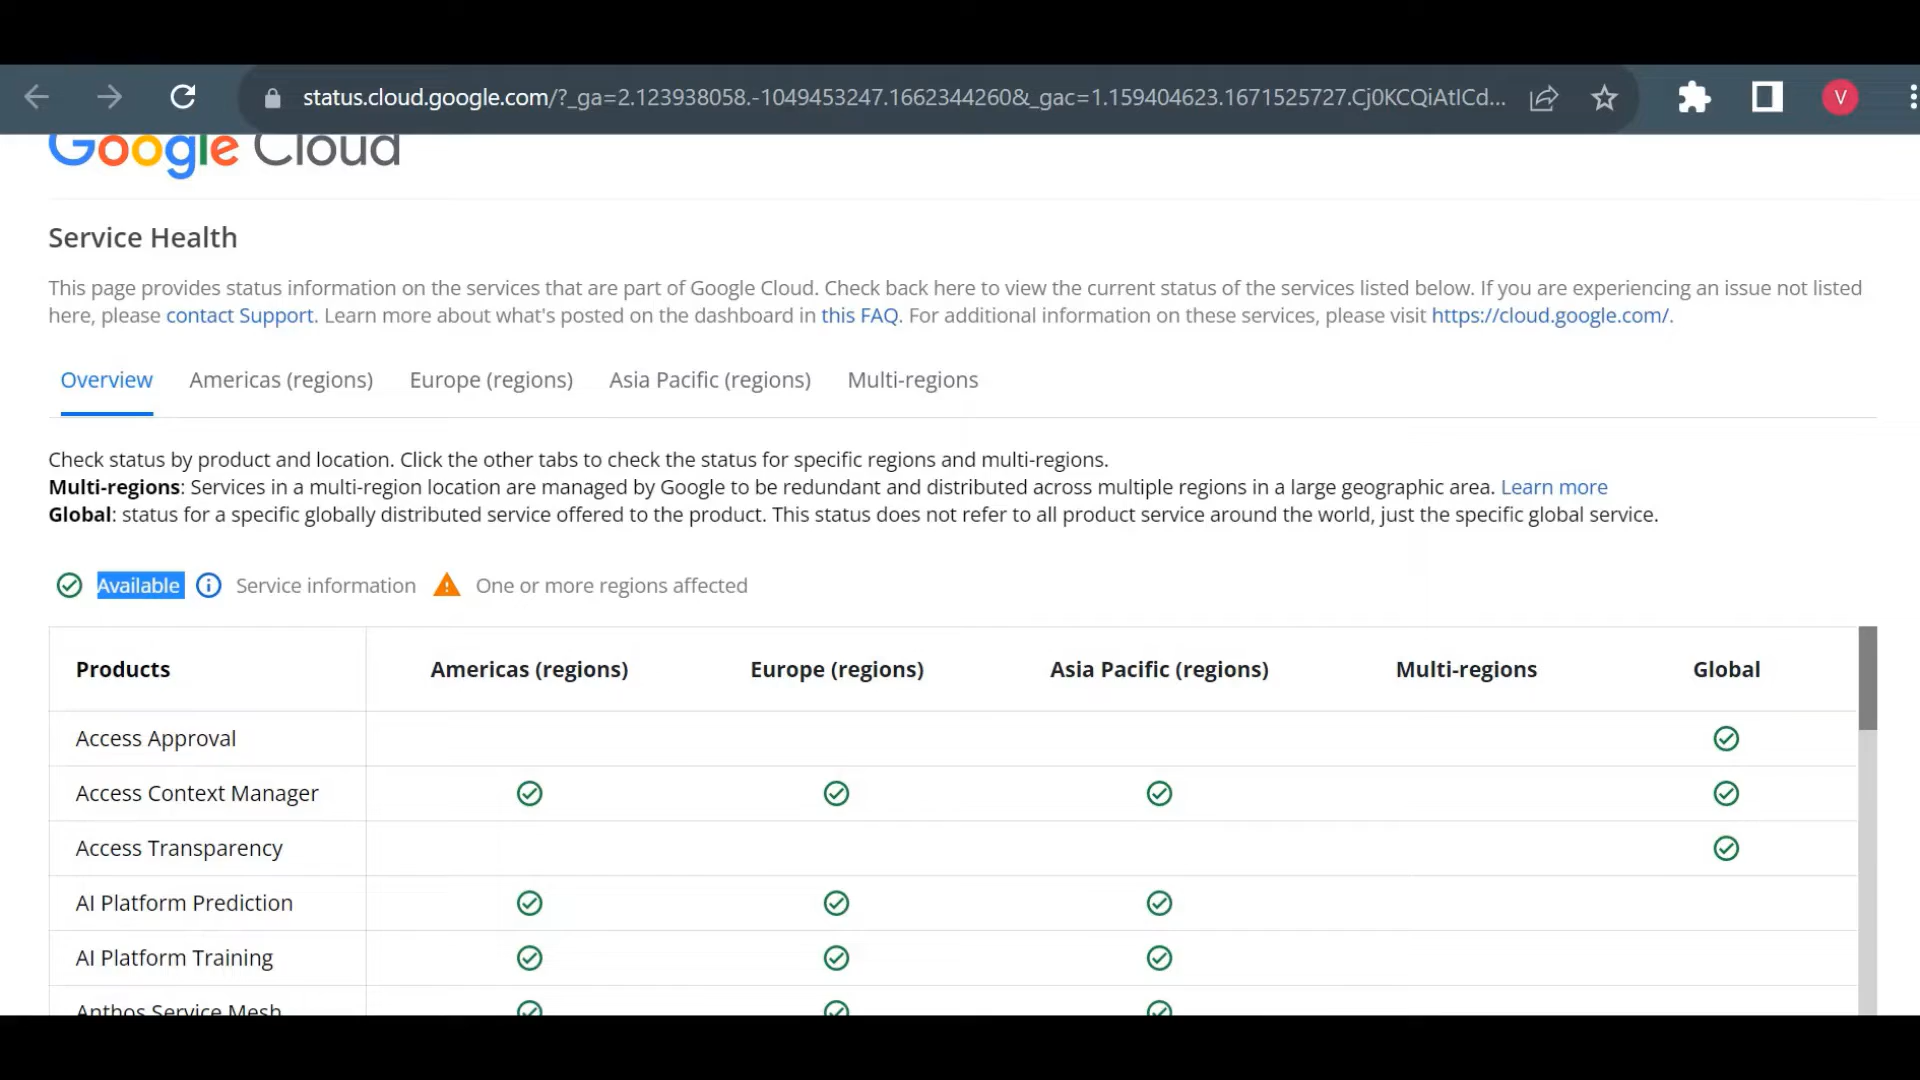 status.cloud.google.com/?_ga=2.123938058.-1049453247.1662344260&_gac=1.159404623.1671525727.Cj0KCQiAtICd...
V
Google Cloud
Service Health
This page provides status information on the services that are part of Google Cloud. Check back here to view the current status of the services listed below. If you are experiencing an issue not listed
here, please contact Support. Learn more about what's posted on the dashboard in this FAQ. For additional information on these services, please visit https://cloud.google.com/.
Overview Americas (regions) Europe (regions) Asia Pacific (regions) Multi-regions
Check status by product and location. Click the other tabs to check the status for specific regions and multi-regions.
Multi-regions: Services in a multi-region location are managed by Google to be redundant and distributed across multiple regions in a large geographic area. Learn more
Global: status for a specific globally distributed service offered to the product. This status does not refer to all product service around the world, just the specific global service.
Available Service information One or more regions affected
Products Americas (regions) Europe (regions) Asia Pacific (regions) Multi-regions Global
Access Approval
Access Context Manager
Access Transparency
AI Platform Prediction
AI Platform Training
Anthos Service Mesh